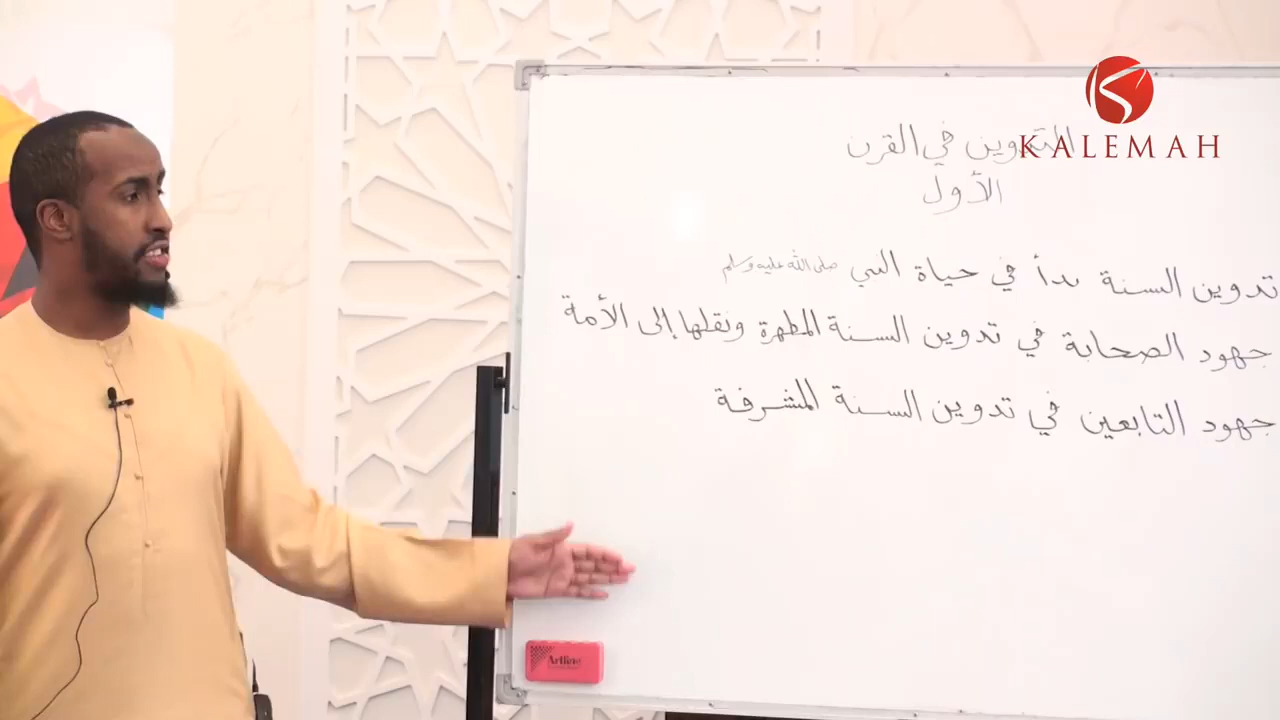 KALEMAH
التدوين في القرن
الأول
تدوين السنة بدأ في حياة النبي صلى الله عليه وسلم
جهود الصحابة في تدوين السنة المطهرة ونقلها إلى الأمة
جهود التابعين في تدوين السنة المشرفة
Artline